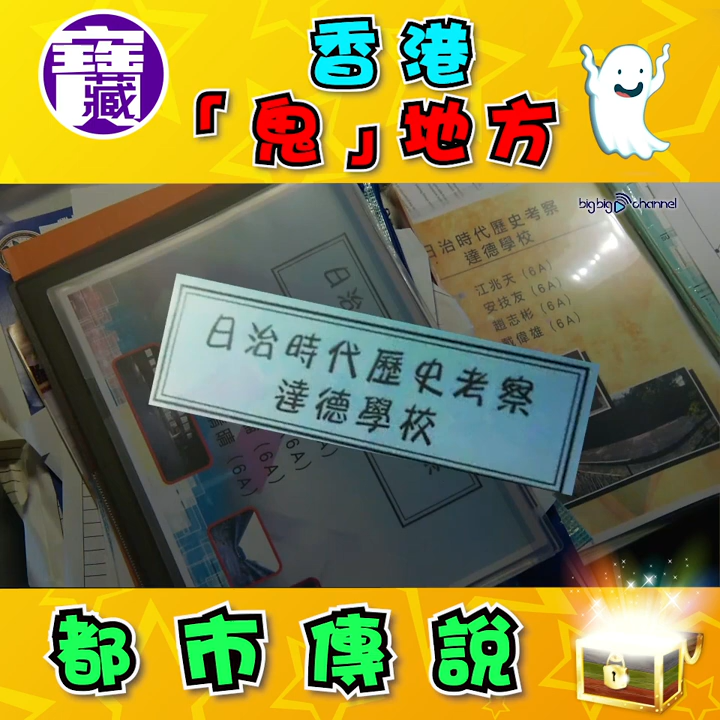 寶藏
香港
「鬼」地方
big big channel
日治時代歷史考察
達德學校
江兆天（6A）
安技友（6A）
趙志彬（6A）
偉雄（6A）
日治時代歷史考察
達德學校
（6A）
（6A）
都市傳說